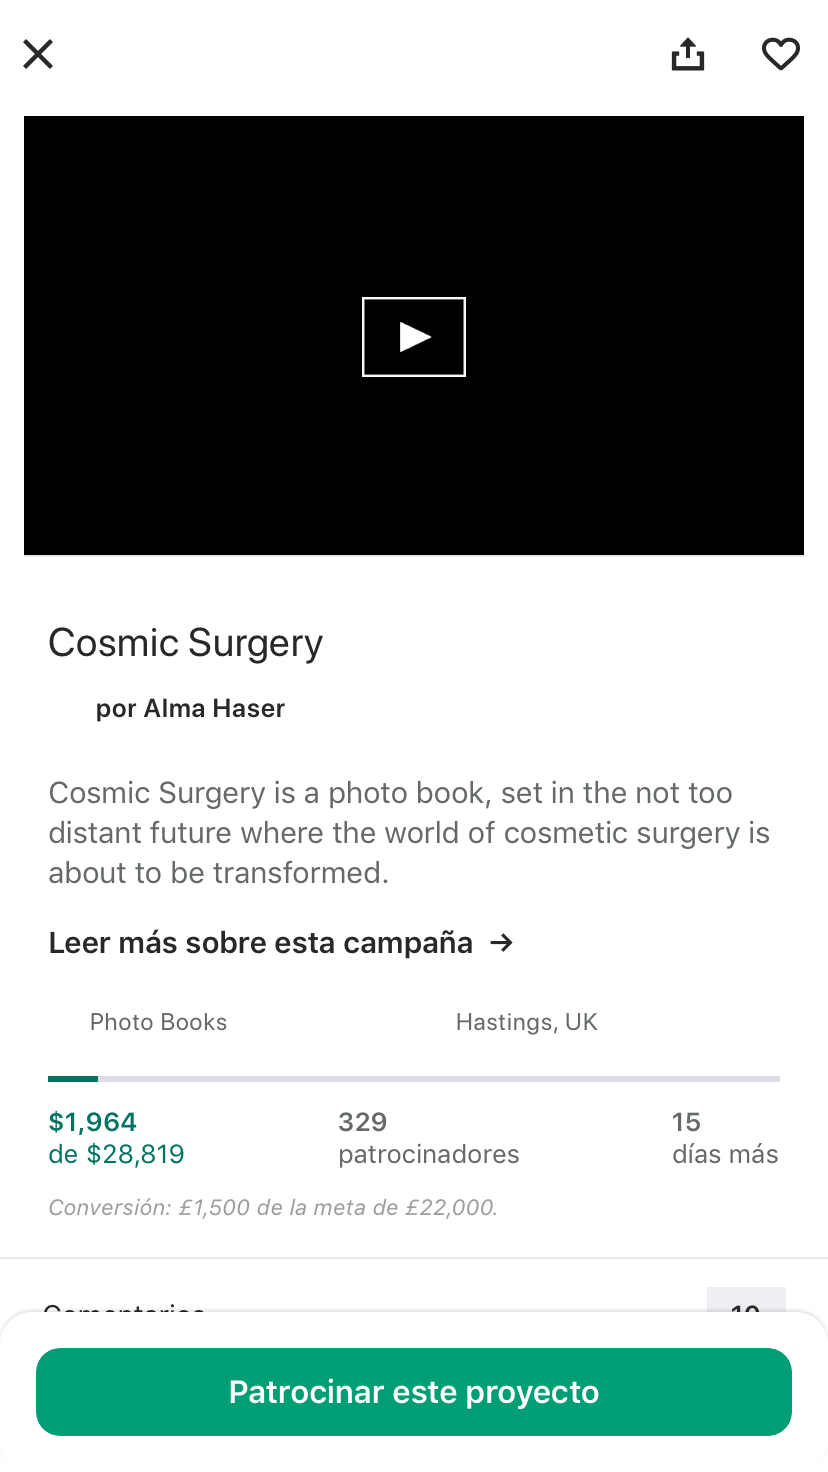 Cosmic Surgery
por Alma Haser
Cosmic Surgery is a photo book, set in the not too
distant future where the world of cosmetic surgery is
about to be transformed.
Leer más sobre esta campaña →
Photo Books
Hastings, UK
$1,964
de $28,819
329
patrocinadores
15
días más
Conversión: £1,500 de la meta de £22,000.
Comentarios
10
Patrocinar este proyecto